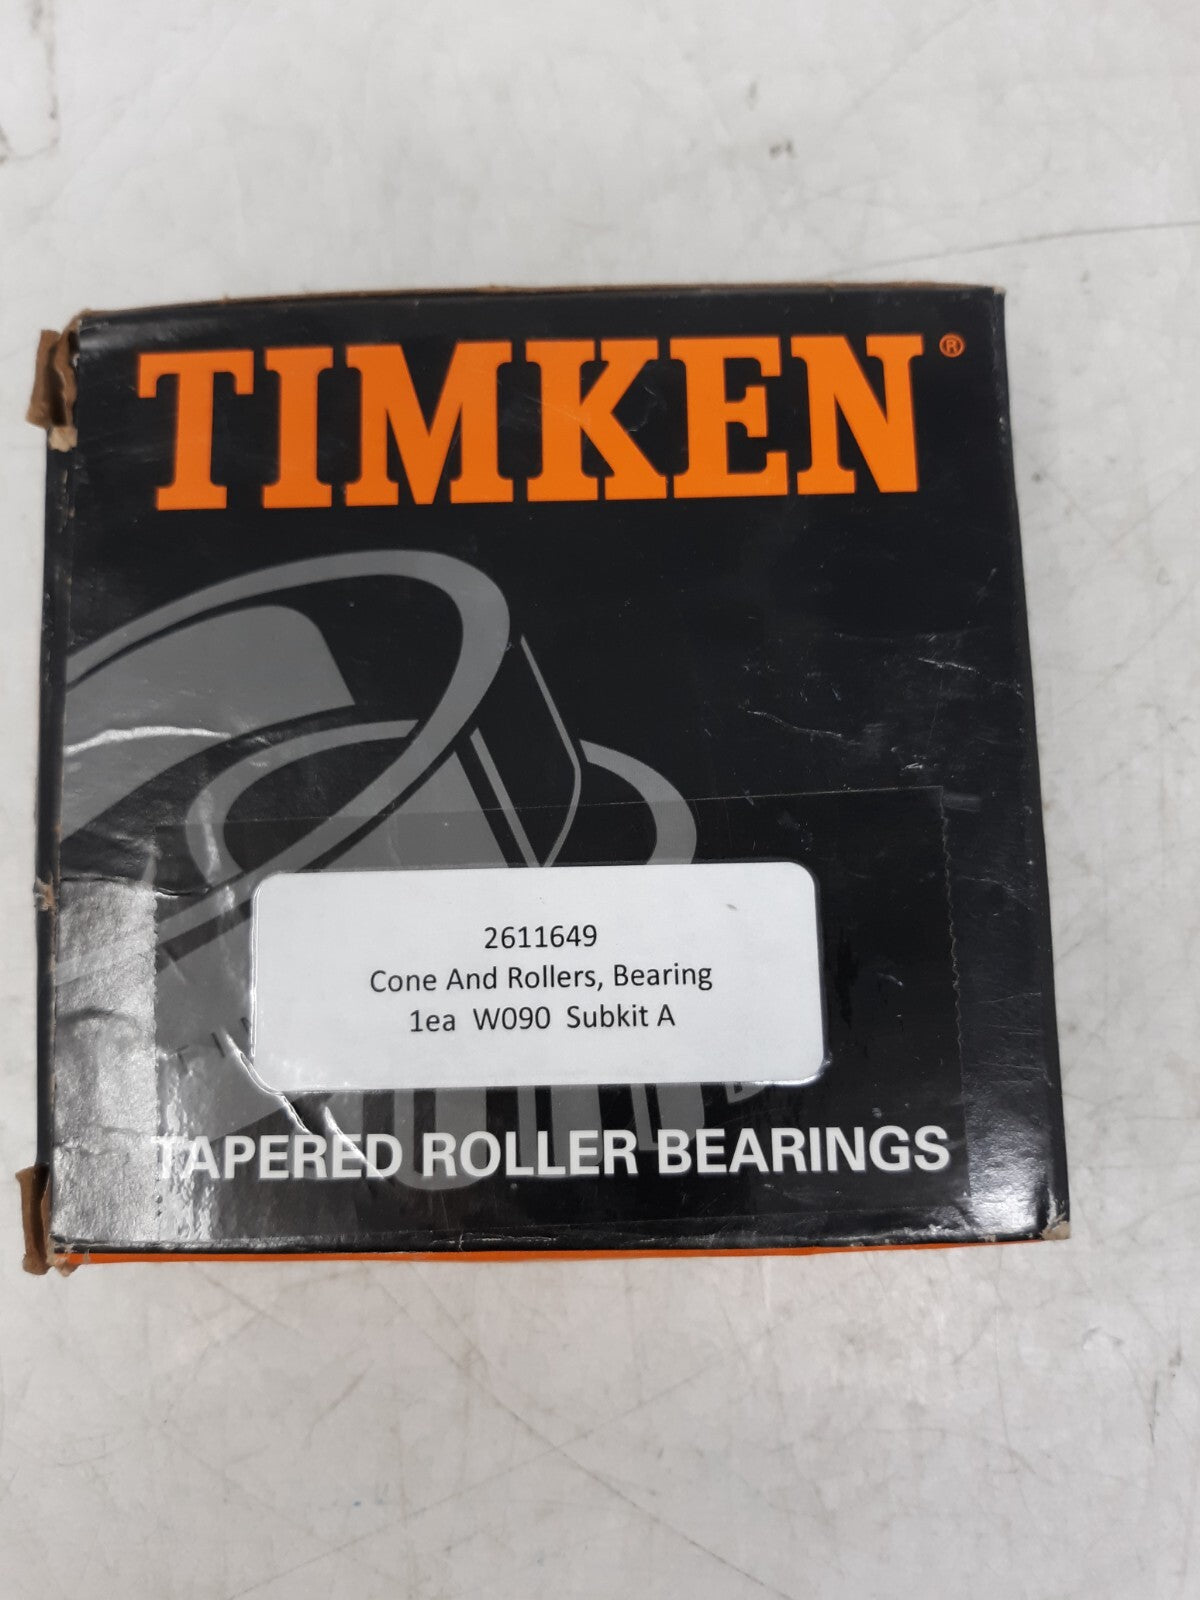 TIMKEN®
2611649
Cone And Rollers, Bearing
1ea W090 Subkit A
TAPERED ROLLER BEARINGS